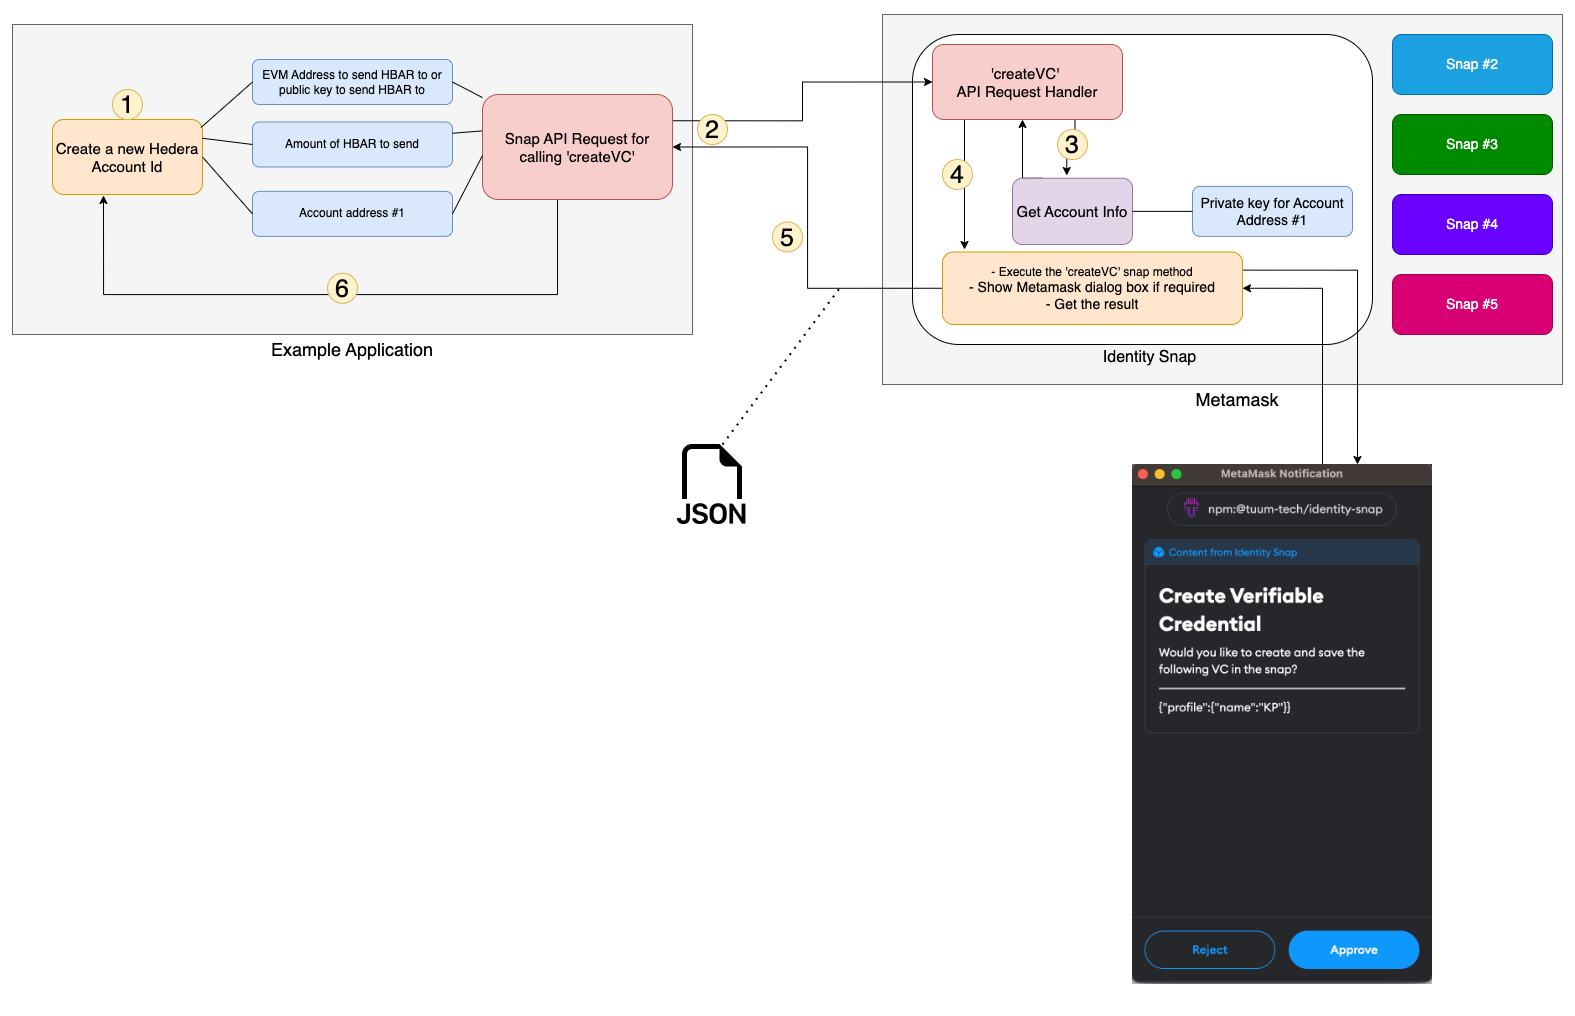 1
Create a new Hedera
Account Id
EVM Address to send HBAR to or
public key to send HBAR to
Amount of HBAR to send
Account address #1
Snap API Request for
calling 'createVC'
6
Example Application
2
5
JSON
'createVC'
API Request Handler
3
4
Get Account Info
Private key for Account
Address #1
- Execute the 'createVC' snap method
- Show Metamask dialog box if required
- Get the result
Identity Snap
Snap #2
Snap #3
Snap #4
Snap #5
Metamask
MetaMask Notification
npm:@tuum-tech/identity-snap
Content from Identity Snap
Create Verifiable
Credential
Would you like to create and save the
following VC in the snap?
{"profile":{"name":"KP"}}
Reject
Approve